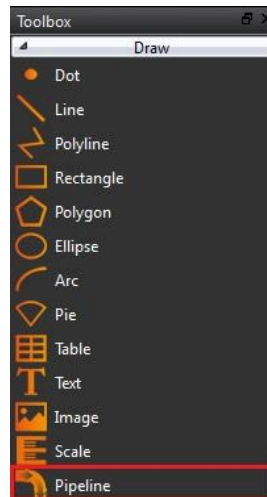 Toolbox
Draw
Dot
Line
Polyline
Rectangle
Polygon
Ellipse
Arc
Pie
Table
Text
Image
Scale
Pipeline